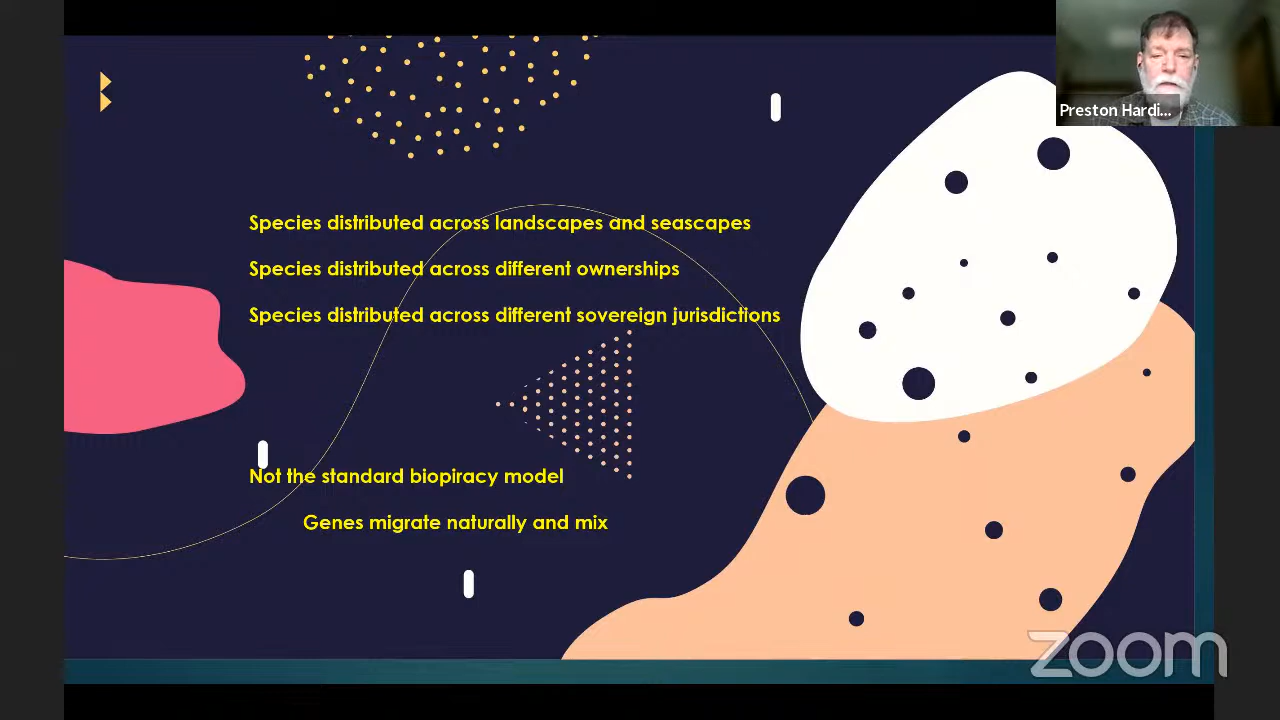 Preston Hardi...
Species distributed across landscapes and seascapes
Species distributed across different ownerships
Species distributed across different sovereign jurisdictions
Not the standard biopiracy model
Genes migrate naturally and mix
zoom